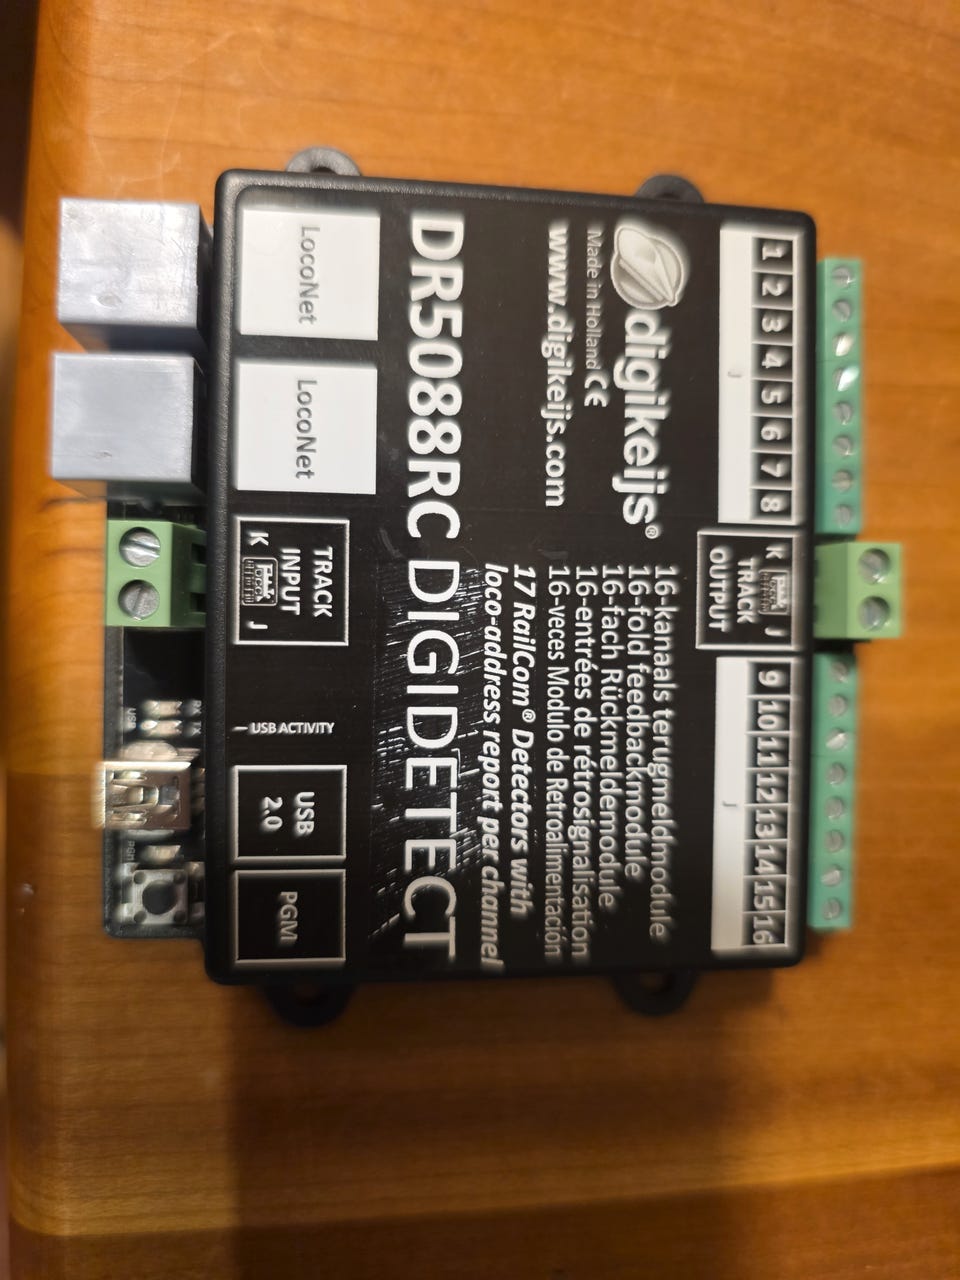 1 2 3 4 5 6 7 8
K J
TRACK
OUTPUT
9 10 11 12 13 14 15 16
digikeijs®
Made in Holland CE
www.digikeijs.com
16-kanaals terugmeldmodule
16-fold feedbackmodule
16-fach Rückmeldemodule
16-entrées de rétrosignalisation
16-veces Modulo de Retroalimentación
17 RailCom® Detectors with
loco-address report per channel
DR5088RC DIGIDETECT
LocoNet
LocoNet
TRACK
INPUT
K LOCO J
USB ACTIVITY
USB
2.0
PGM
USB
PGM